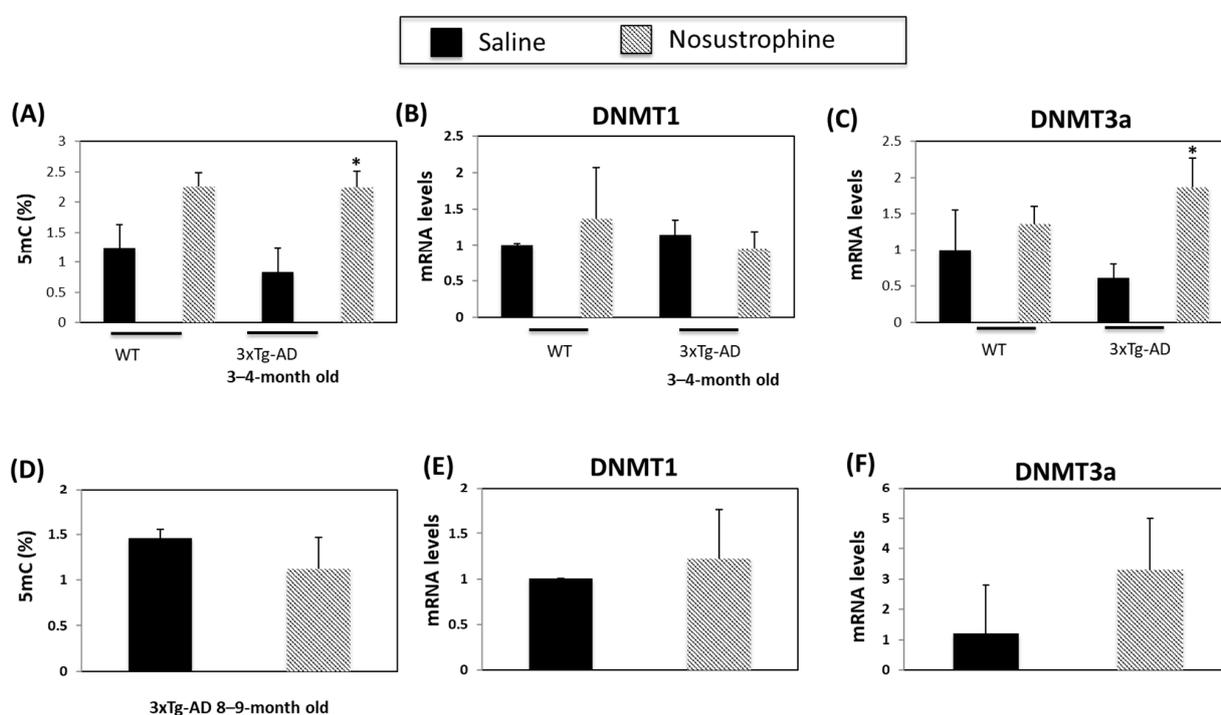 Saline Nosustrophine
(A)
5mC (%)
3
2.5
2
1.5
1
0.5
0
*
WT 3xTg-AD
3–4-month old
(B) DNMT1
mRNA levels
2.5
2
1.5
1
0.5
0
WT 3xTg-AD
3–4-month old
(C) DNMT3a
mRNA levels
2.5
2
1.5
1
0.5
0
*
WT 3xTg-AD
(D)
5mC (%)
2
1.5
1
0.5
0
3xTg-AD 8–9-month old
(E) DNMT1
mRNA levels
2
1.5
1
0.5
0
(F) DNMT3a
mRNA levels
6
5
4
3
2
1
0